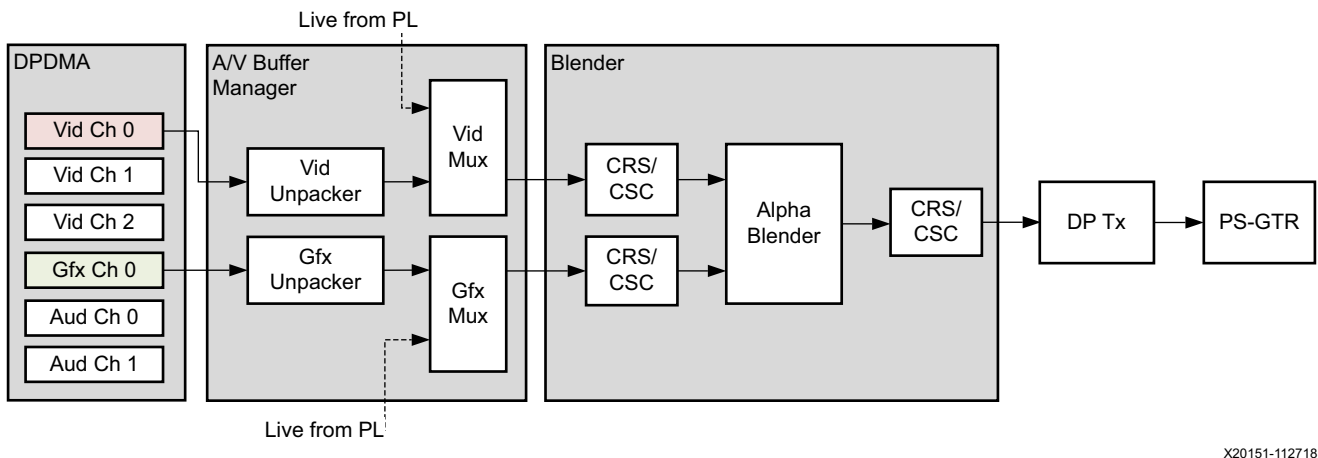 Live from PL
DPDMA
Vid Ch 0
Vid Ch 1
Vid Ch 2
Gfx Ch 0
Aud Ch 0
Aud Ch 1
A/V Buffer
Manager
Vid
Unpacker
Gfx
Unpacker
Vid
Mux
Gfx
Mux
Live from PL
Blender
CRS/
CSC
CRS/
CSC
Alpha
Blender
CRS/
CSC
DP Tx
PS-GTR
X20151-112718